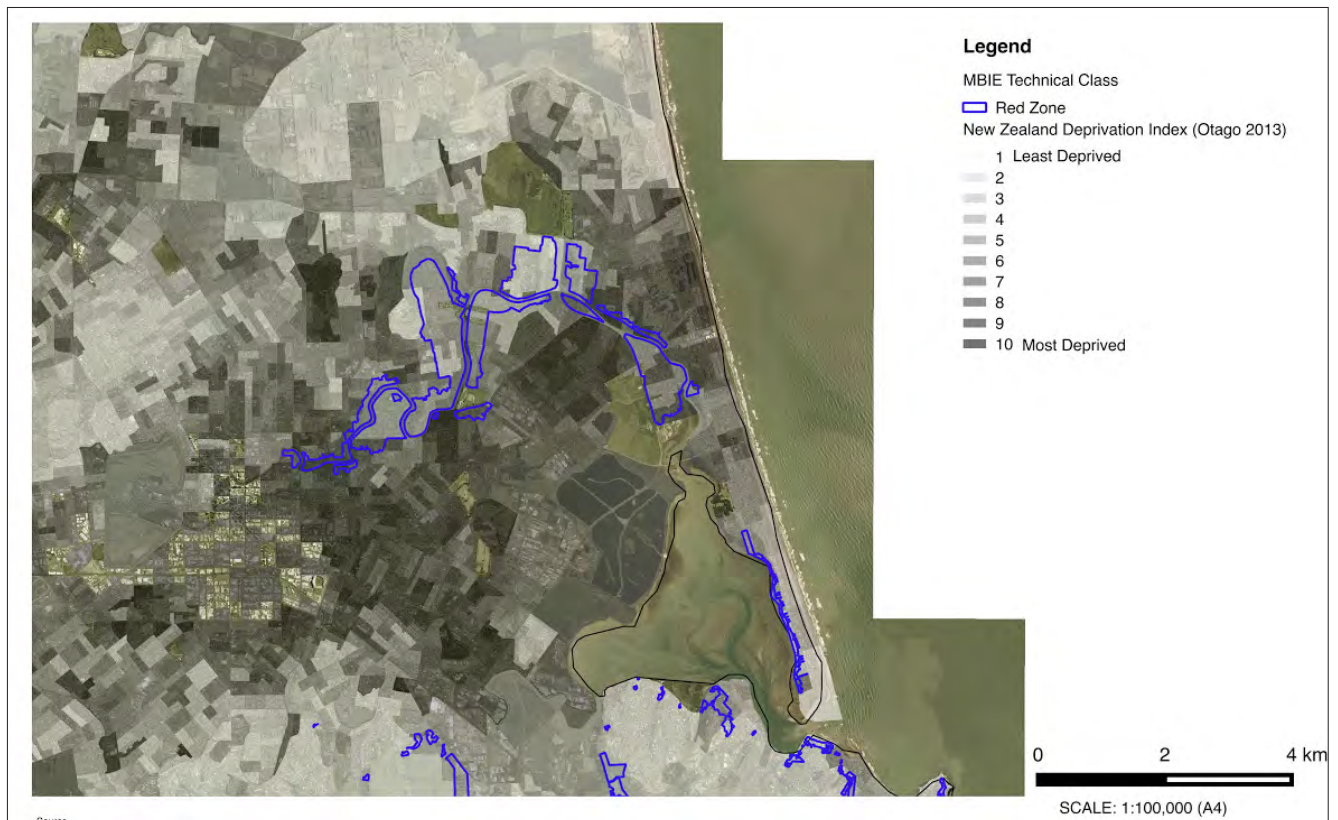 Legend
MBIE Technical Class
Red Zone
New Zealand Deprivation Index (Otago 2013)
1 Least Deprived
2
3
4
5
6
7
8
9
10 Most Deprived
0 2 4 km
SCALE: 1:100,000 (A4)